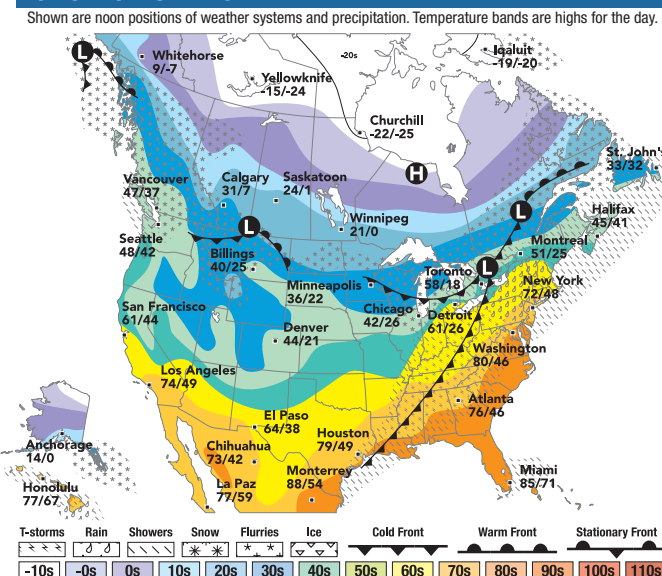 Shown are noon positions of weather systems and precipitation. Temperature bands are highs for the day.
L
Whitehorse
9/-7
-20s
Iqaluit
-19/-20
Yellowknife
-15/-24
Churchill
-22/-25
H
St. John's
33/32
Vancouver
47/37
Calgary
31/7
Saskatoon
24/1
Winnipeg
21/0
L
Halifax
45/41
L
Seattle
48/42
Billings
40/25
Montreal
51/25
Toronto
58/18
L
Minneapolis
36/22
New York
72/48
San Francisco
61/44
Chicago
42/26
Detroit
61/26
Denver
44/21
Washington
80/46
Los Angeles
74/49
Atlanta
76/46
El Paso
64/38
Houston
79/49
Anchorage
14/0
Chihuahua
73/42
Monterrey
88/54
Miami
85/71
Honolulu
77/67
La Paz
77/59
T-storms Rain Showers Snow Flurries Ice Cold Front Warm Front Stationary Front
-10s -0s 0s 10s 20s 30s 40s 50s 60s 70s 80s 90s 100s 110s